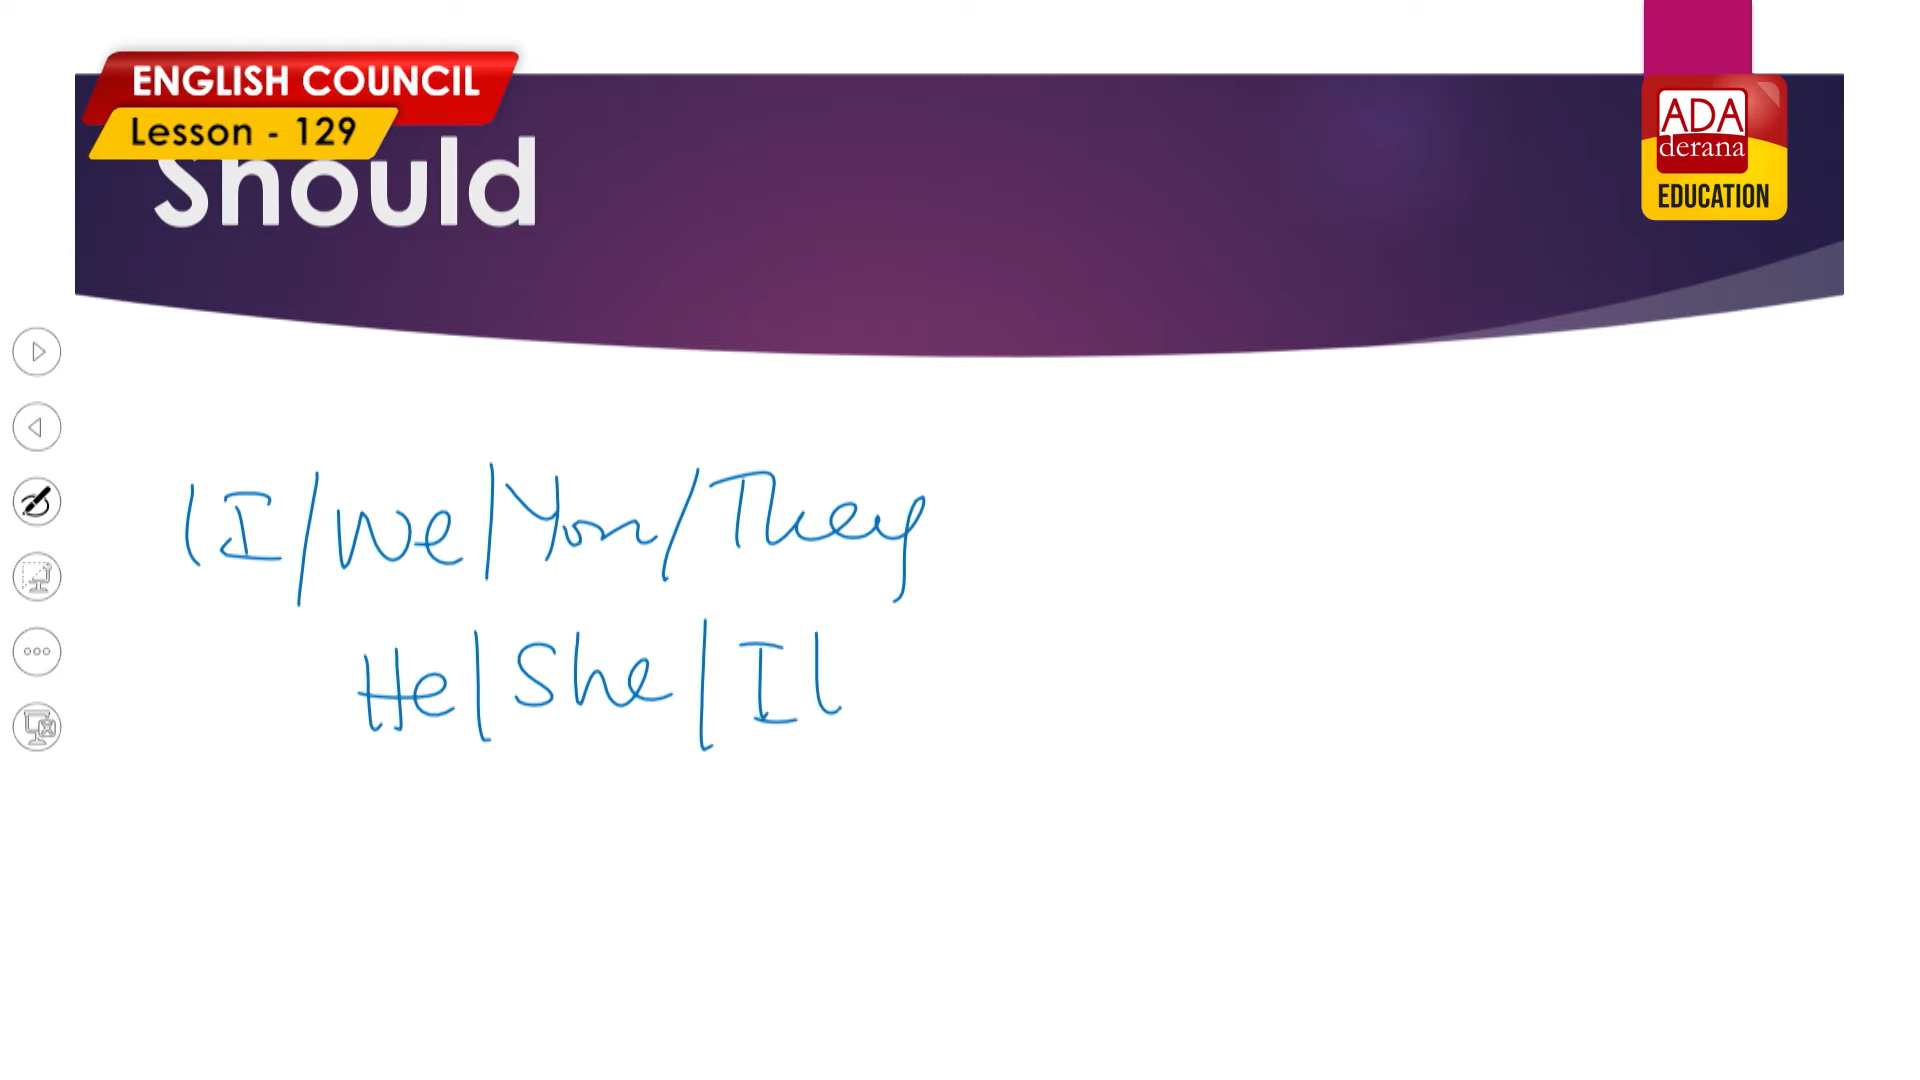 ENGLISH COUNCIL
Lesson - 129
Should
ADA
derana
EDUCATION
I/We/You/They
He/She/It